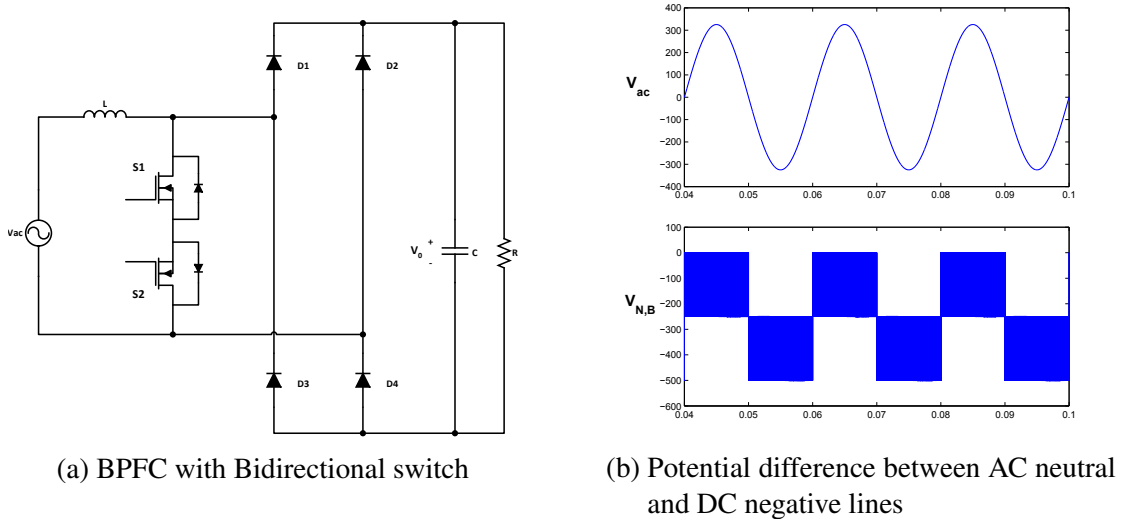 D1
D2
L
S1
Vac
V0
+
-
C
R
S2
D3
D4
(a) BPFC with Bidirectional switch
400
300
200
100
0
−100
−200
−300
−400
Vac
0.04 0.05 0.06 0.07 0.08 0.09 0.1
100
0
−100
−200
−300
−400
−500
−600
VN,B
0.04 0.05 0.06 0.07 0.08 0.09 0.1
(b) Potential difference between AC neutral
and DC negative lines